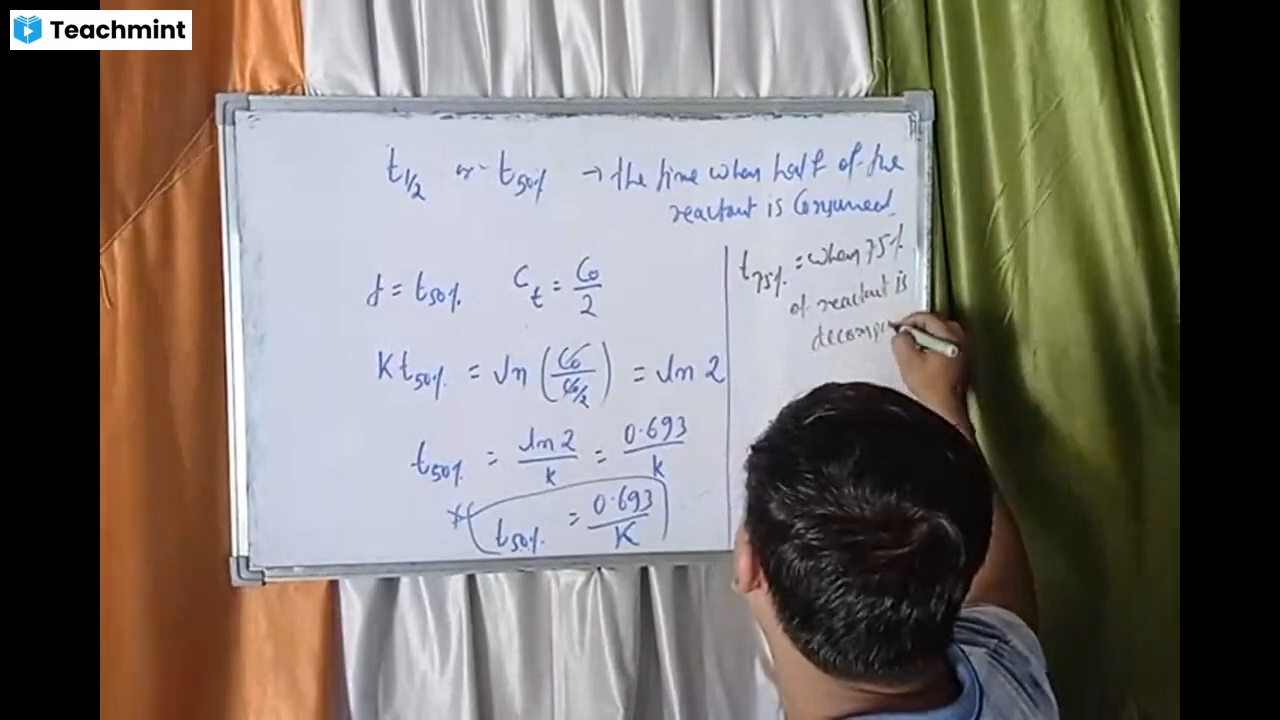 Teachmint
t1/2 or t50% → the time when half of the
reactant is Consumed
t = t50% Ct = C0/2
K t50% = ln (C0/C0/2) = ln 2
t50% = ln 2/k = 0.693/k
* t50% = 0.693/K
t75% = when 75%
of reactant is
decomp